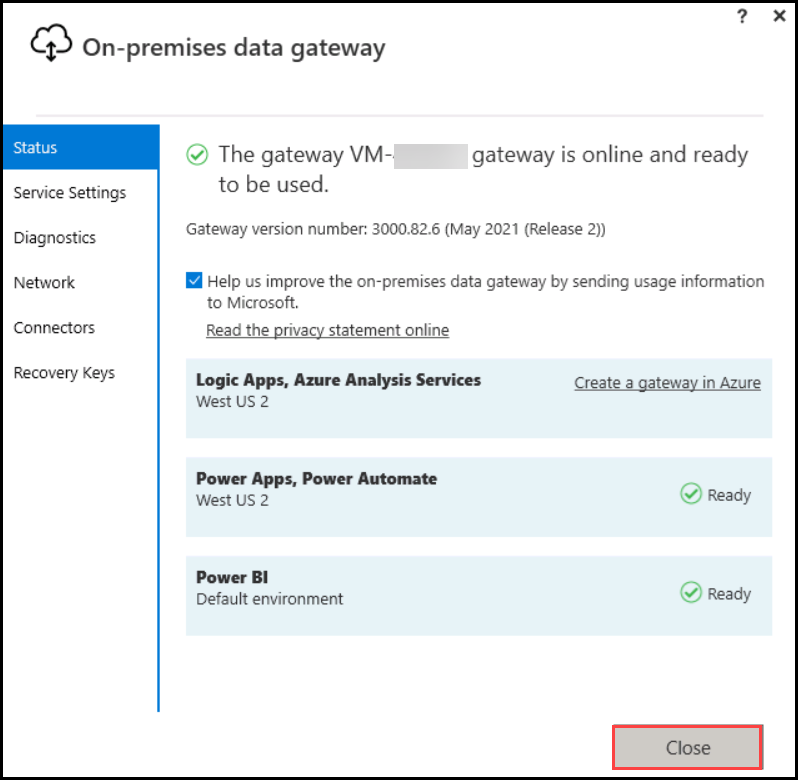 ? ×
On-premises data gateway
Status
Service Settings
Diagnostics
Network
Connectors
Recovery Keys
The gateway VM- gateway is online and ready
to be used.
Gateway version number: 3000.82.6 (May 2021 (Release 2))
Help us improve the on-premises data gateway by sending usage information
to Microsoft.
Read the privacy statement online
Logic Apps, Azure Analysis Services
West US 2
Create a gateway in Azure
Power Apps, Power Automate
West US 2
Ready
Power BI
Default environment
Ready
Close